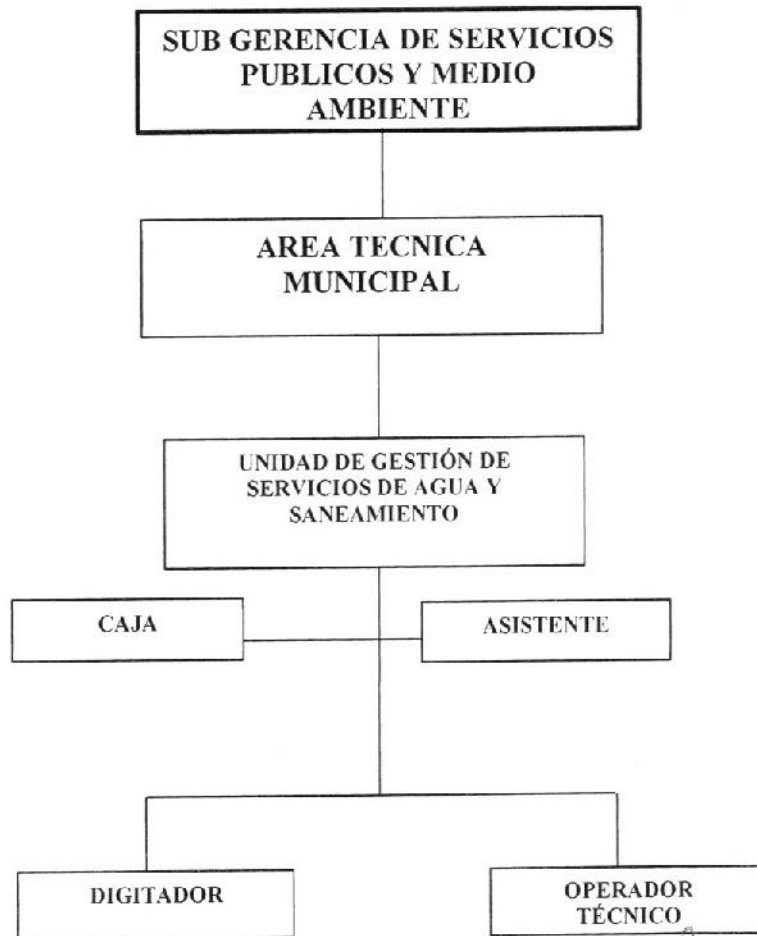 SUB GERENCIA DE SERVICIOS
PUBLICOS Y MEDIO
AMBIENTE
AREA TECNICA
MUNICIPAL
UNIDAD DE GESTIÓN DE
SERVICIOS DE AGUA Y
SANEAMIENTO
CAJA
ASISTENTE
DIGITADOR
OPERADOR
TÉCNICO